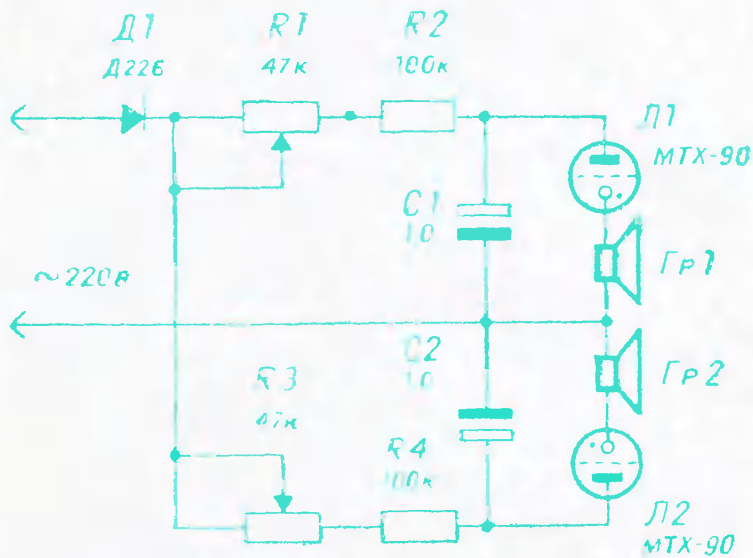 Д1 R1 R2
Д226 47к 100к
Л1
МТХ-90
С1
1,0
Гр1
~220в
С2
1,0
Гр2
R3
47к
R4
100к
Л2
МТХ-90